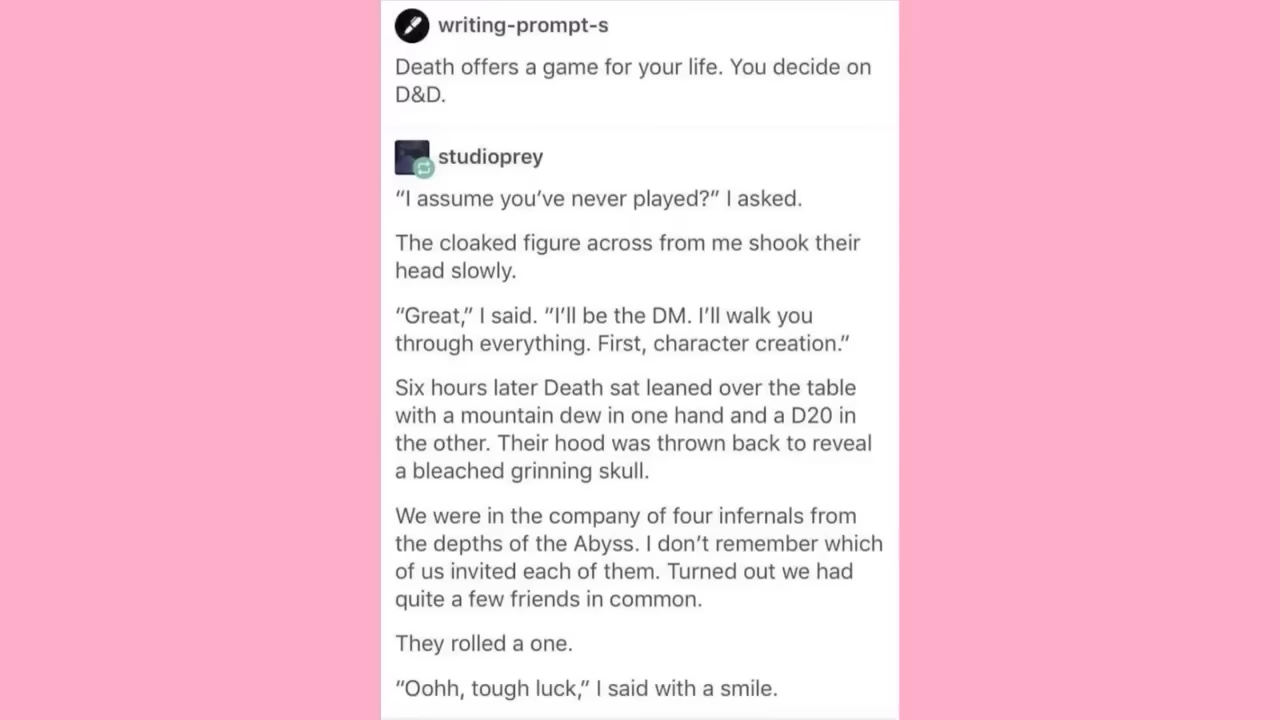 writing-prompt-s
Death offers a game for your life. You decide on
D&D.
studioprey
“I assume you’ve never played?” I asked.
The cloaked figure across from me shook their
head slowly.
“Great,” I said. “I’ll be the DM. I’ll walk you
through everything. First, character creation.”
Six hours later Death sat leaned over the table
with a mountain dew in one hand and a D20 in
the other. Their hood was thrown back to reveal
a bleached grinning skull.
We were in the company of four infernals from
the depths of the Abyss. I don’t remember which
of us invited each of them. Turned out we had
quite a few friends in common.
They rolled a one.
“Oohh, tough luck,” I said with a smile.